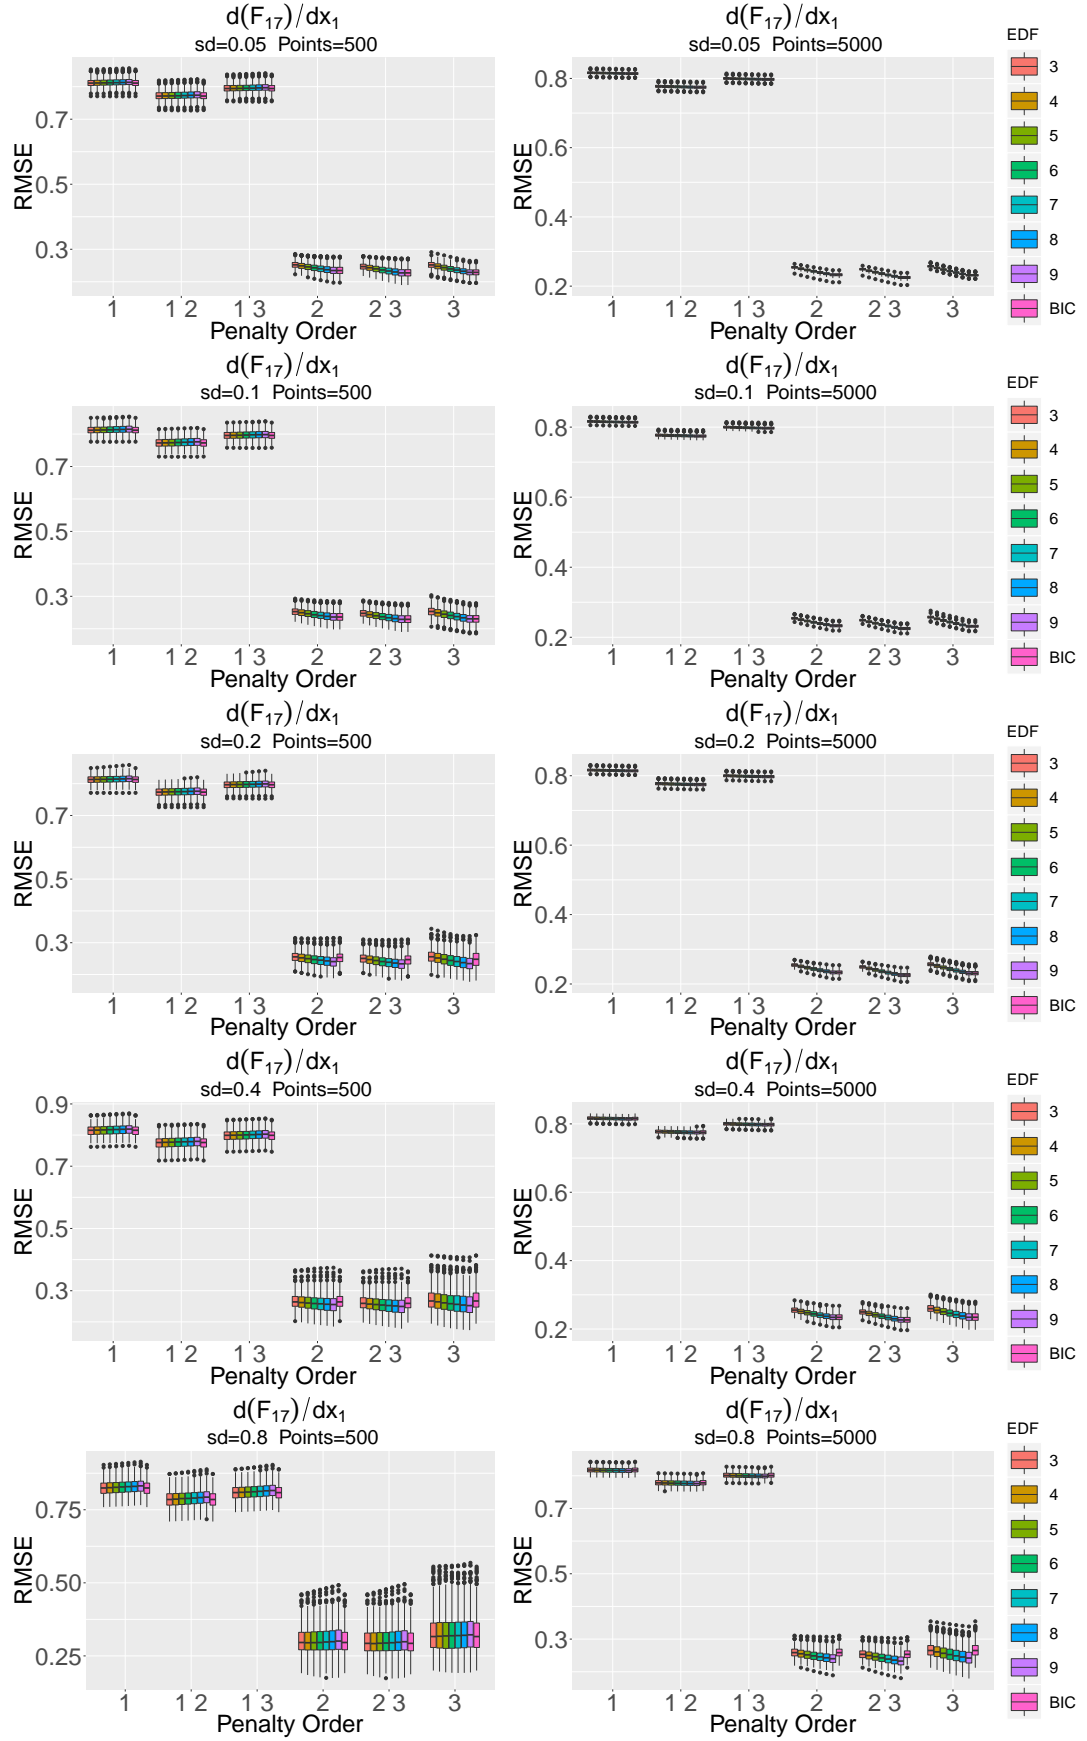 d(F17)/dx1
sd=0.05 Points=500
RMSE
0.7
0.5
0.3
1 1 2 1 3 2 2 3 3
Penalty Order
d(F17)/dx1
sd=0.05 Points=5000
RMSE
0.8
0.6
0.4
0.2
1 1 2 1 3 2 2 3 3
Penalty Order
EDF
3
4
5
6
7
8
9
BIC
d(F17)/dx1
sd=0.1 Points=500
RMSE
0.7
0.5
0.3
1 1 2 1 3 2 2 3 3
Penalty Order
d(F17)/dx1
sd=0.1 Points=5000
RMSE
0.8
0.6
0.4
0.2
1 1 2 1 3 2 2 3 3
Penalty Order
EDF
3
4
5
6
7
8
9
BIC
d(F17)/dx1
sd=0.2 Points=500
RMSE
0.7
0.5
0.3
1 1 2 1 3 2 2 3 3
Penalty Order
d(F17)/dx1
sd=0.2 Points=5000
RMSE
0.8
0.6
0.4
0.2
1 1 2 1 3 2 2 3 3
Penalty Order
EDF
3
4
5
6
7
8
9
BIC
d(F17)/dx1
sd=0.4 Points=500
RMSE
0.9
0.7
0.5
0.3
1 1 2 1 3 2 2 3 3
Penalty Order
d(F17)/dx1
sd=0.4 Points=5000
RMSE
0.8
0.6
0.4
0.2
1 1 2 1 3 2 2 3 3
Penalty Order
EDF
3
4
5
6
7
8
9
BIC
d(F17)/dx1
sd=0.8 Points=500
RMSE
0.75
0.50
0.25
1 1 2 1 3 2 2 3 3
Penalty Order
d(F17)/dx1
sd=0.8 Points=5000
RMSE
0.7
0.5
0.3
1 1 2 1 3 2 2 3 3
Penalty Order
EDF
3
4
5
6
7
8
9
BIC